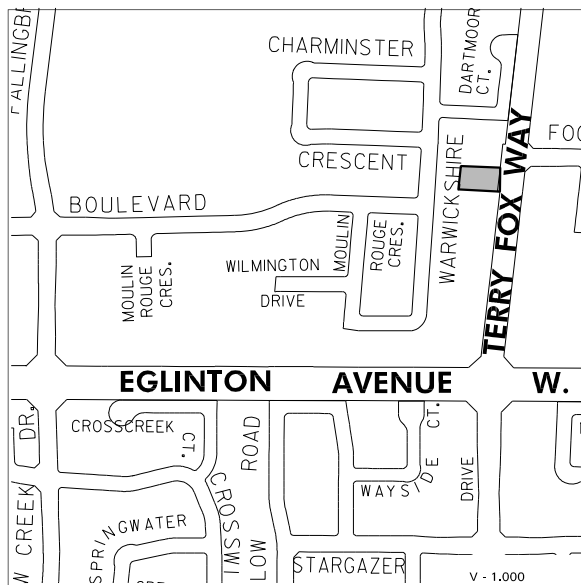 CHARMINSTER
DARTMOOR
CT.
CRESCENT
WARWICKSHIRE
TERRY FOX WAY
BOULEVARD
MOULIN
ROUGE
CRES.
WILMINGTON
DRIVE
MOULIN
ROUGE
CRES.
EGLINTON AVENUE W.
DR.
CROSSCREEK
CT.
ROAD
CT.
WAYSIDE
DRIVE
CREEK
SPRINGWATER
STARGAZER
V - 1.000